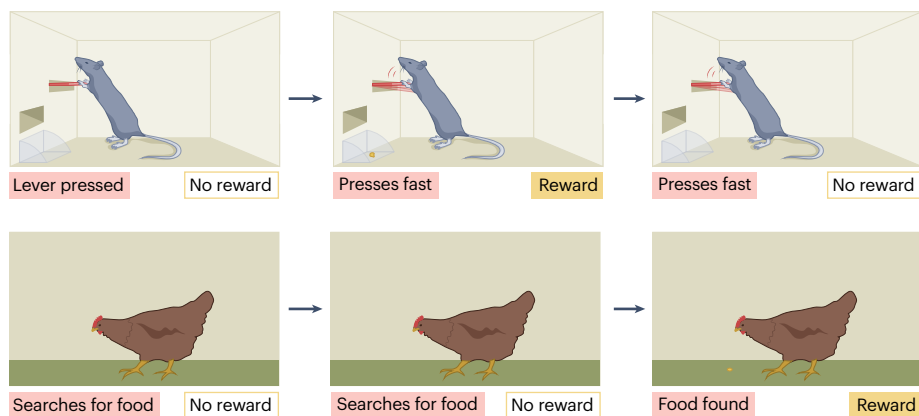 Lever pressed
No reward
Presses fast
Reward
Presses fast
No reward
Searches for food
No reward
Searches for food
No reward
Food found
Reward